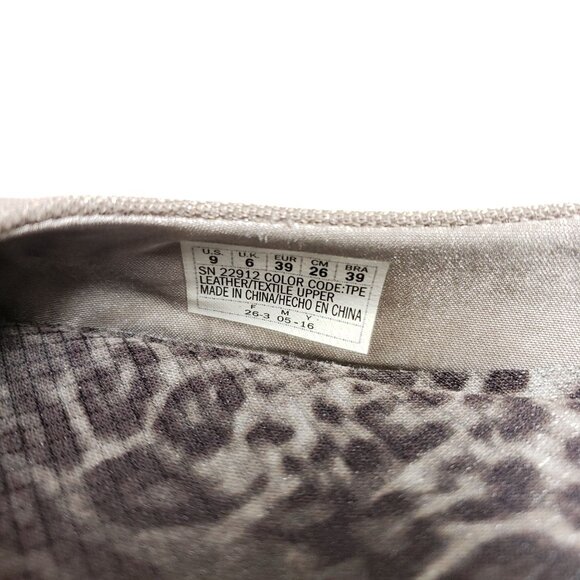 U.S. U.K. EUR CM BRA
9 6 39 26 39
SN 22912 COLOR CODE:TPE
LEATHER/TEXTILE UPPER
MADE IN CHINA/HECHO EN CHINA
F M Y
26-3 05-16